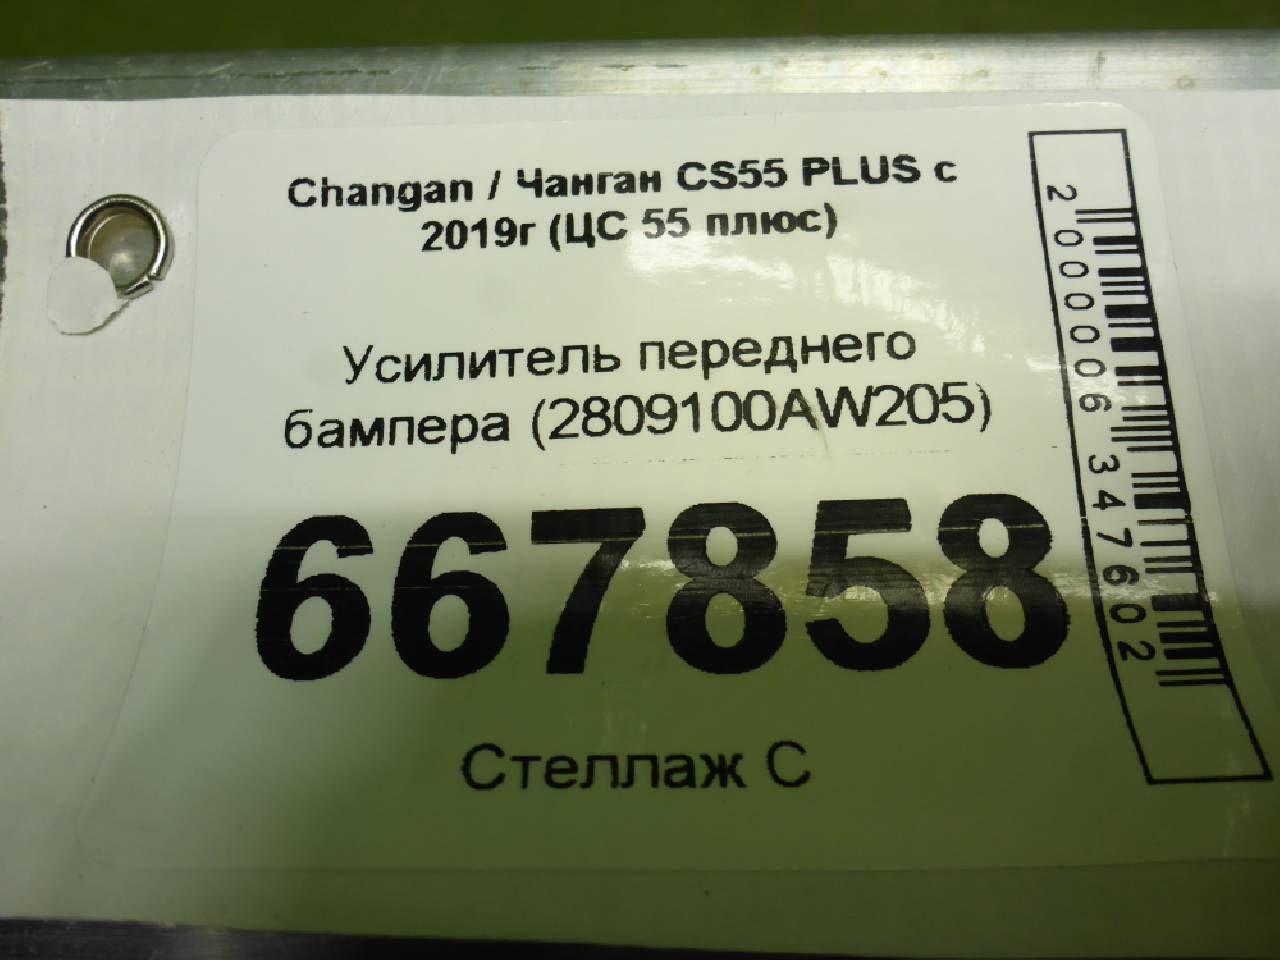 Changan / Чанган CS55 PLUS с
2019г (ЦС 55 плюс)
Усилитель переднего
бампера (2809100AW205)
667858
Стеллаж С
2000006347602